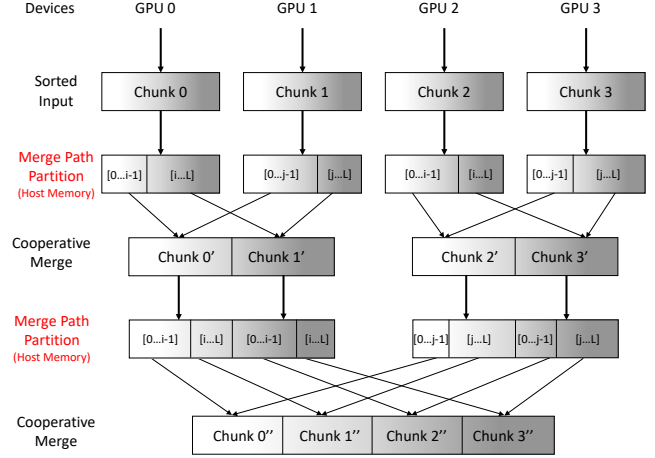 Devices GPU 0 GPU 1 GPU 2 GPU 3
Sorted
Input
Chunk 0 Chunk 1 Chunk 2 Chunk 3
Merge Path
Partition
(Host Memory)
[0...i-1] [i...L] [0...j-1] [j...L] [0...i-1] [i...L] [0...j-1] [j...L]
Cooperative
Merge
Chunk 0' Chunk 1' Chunk 2' Chunk 3'
Merge Path
Partition
(Host Memory)
[0...i-1] [i...L] [0...i-1] [i...L] [0...j-1] [j...L] [0...j-1] [j...L]
Cooperative
Merge
Chunk 0'' Chunk 1'' Chunk 2'' Chunk 3''